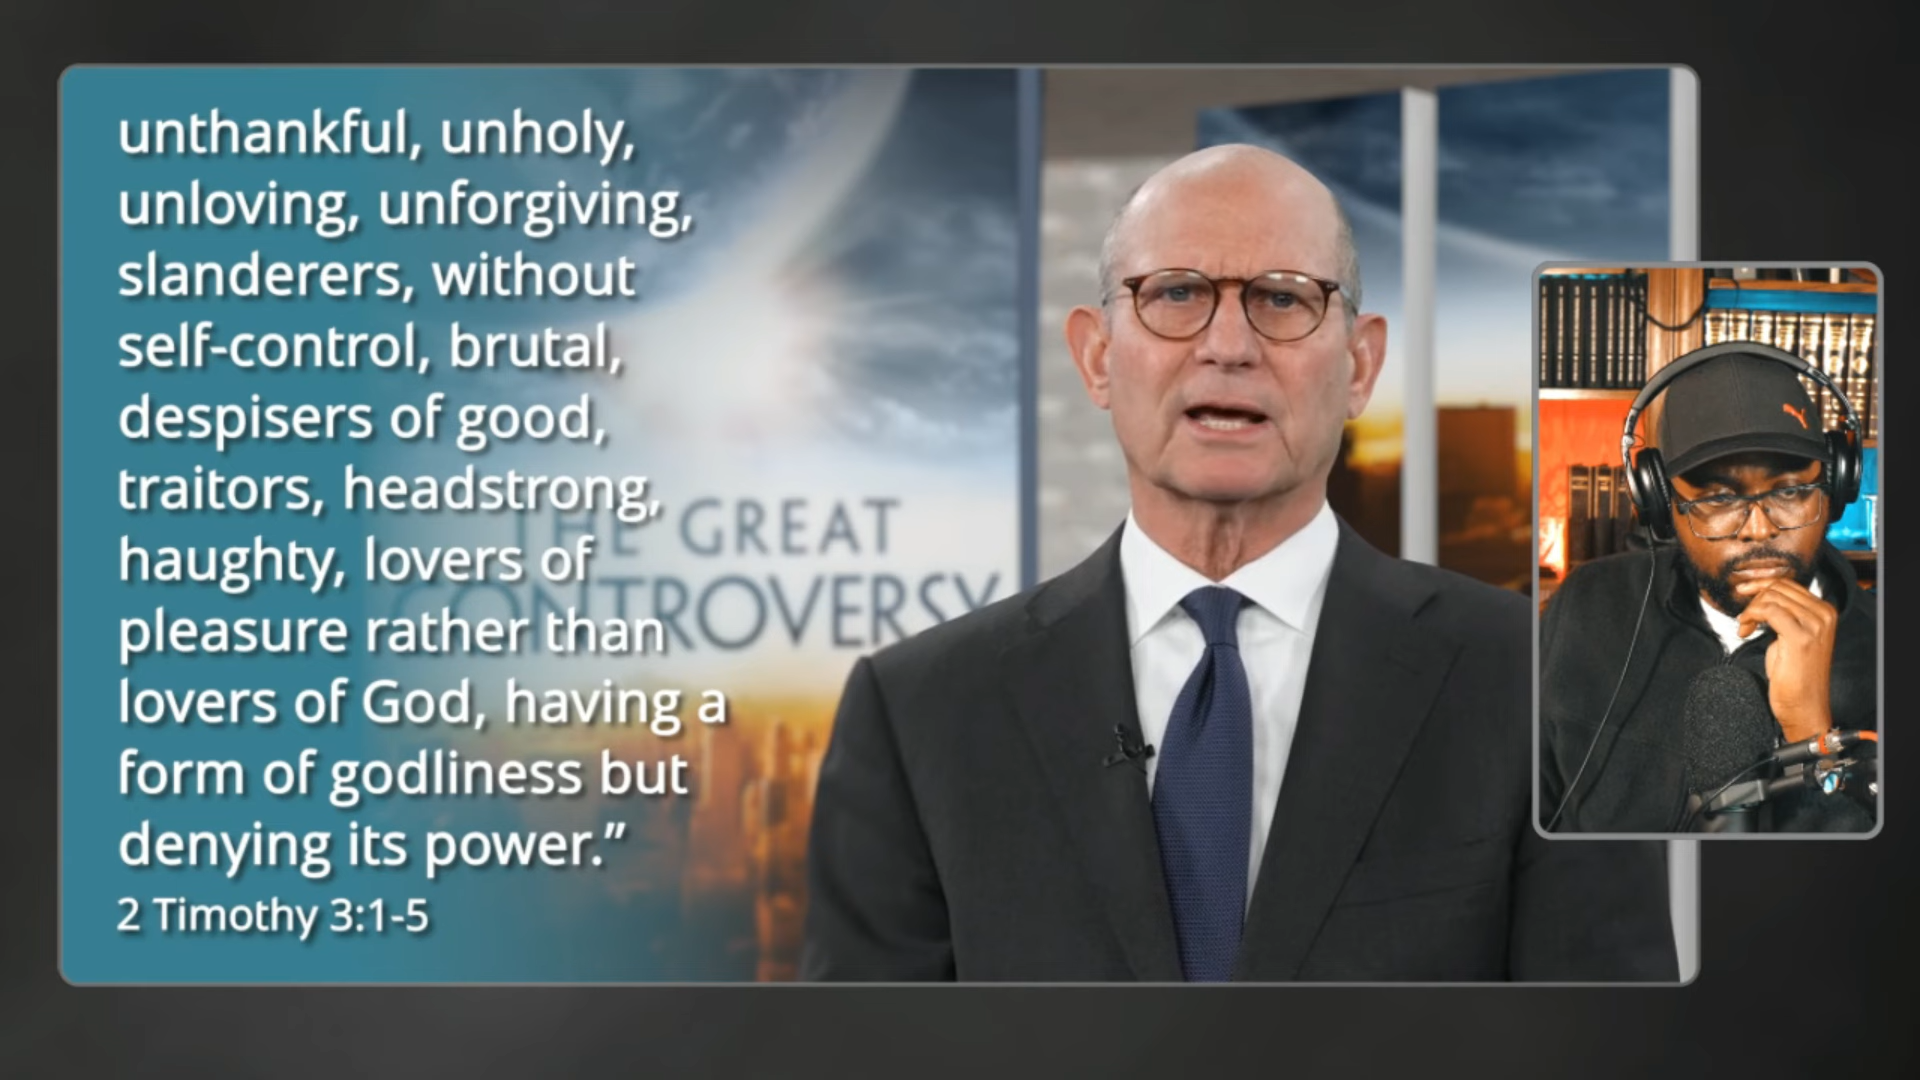 unthankful, unholy,
unloving, unforgiving,
slanderers, without
self-control, brutal,
despisers of good,
traitors, headstrong,
haughty, lovers of
pleasure rather than
lovers of God, having a
form of godliness but
denying its power.”
2 Timothy 3:1-5
THE GREAT
CONTROVERSY